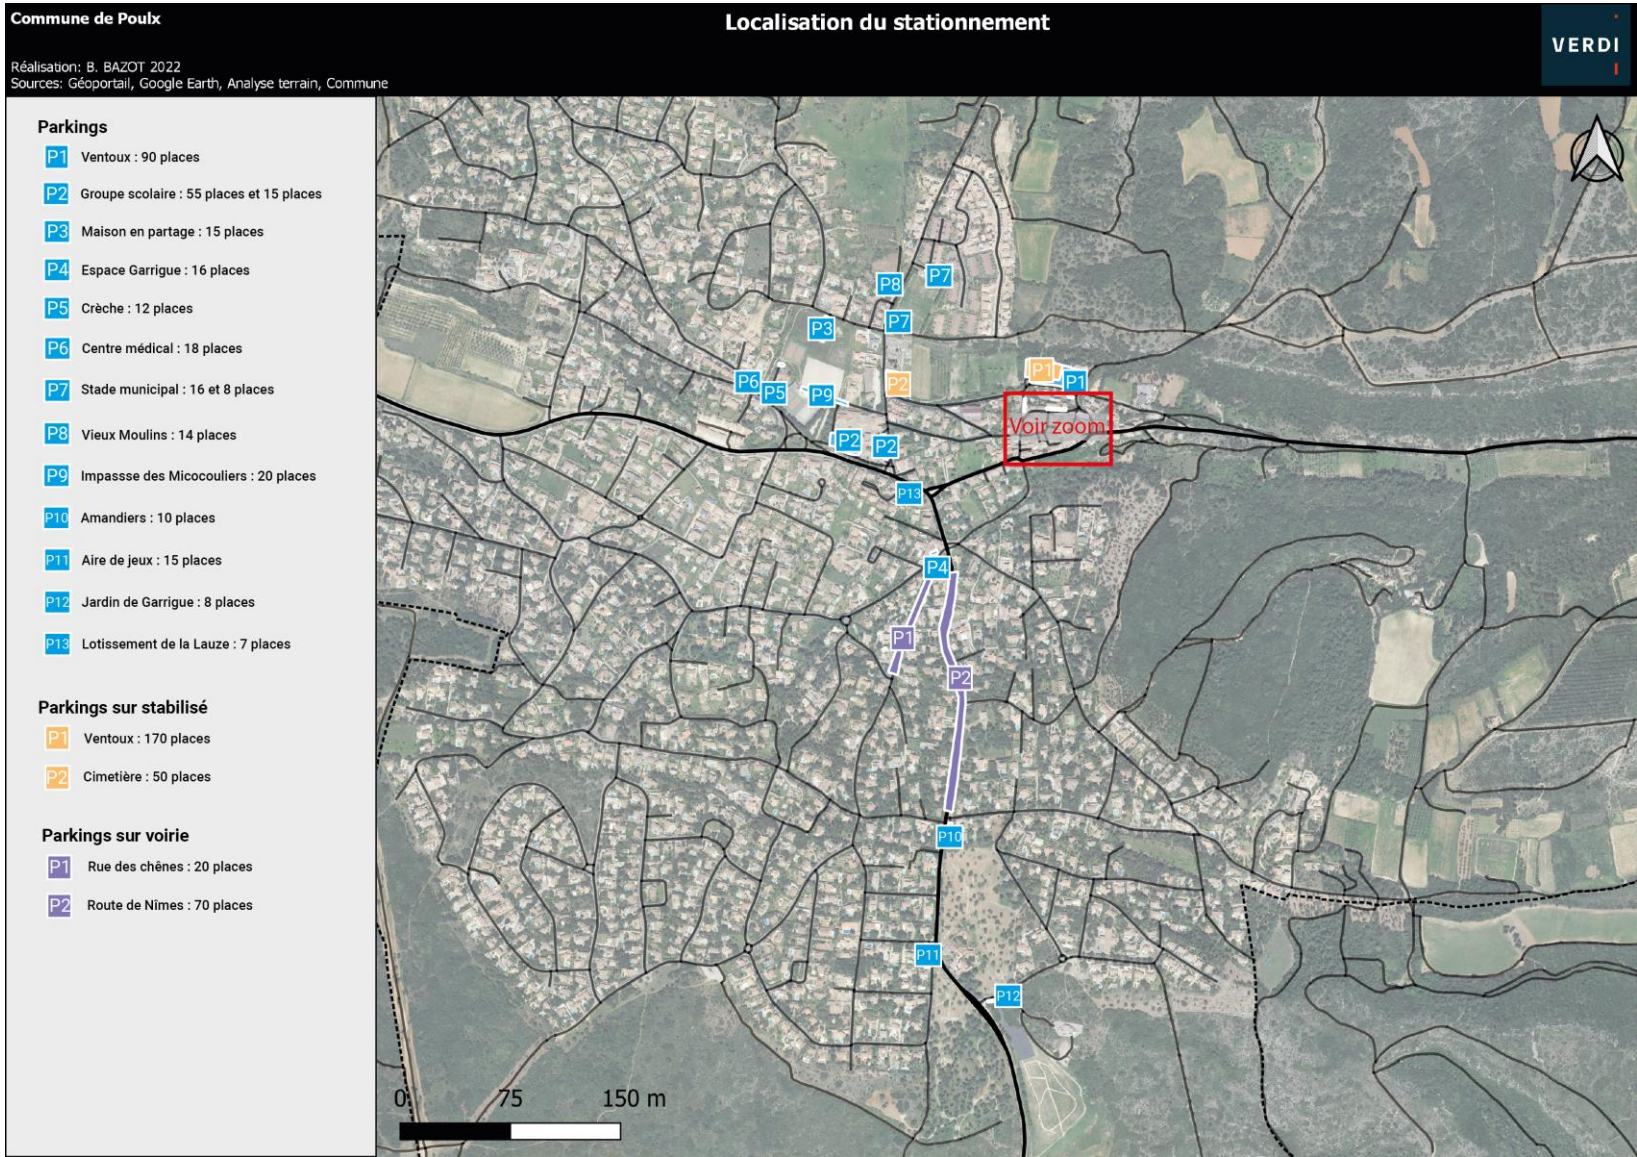 Commune de Poulx
Localisation du stationnement
VERDI
Réalisation: B. BAZOT 2022
Sources: Géoportail, Google Earth, Analyse terrain, Commune
Parkings
P1 Ventoux : 90 places
P2 Groupe scolaire : 55 places et 15 places
P3 Maison en partage : 15 places
P4 Espace Garrigue : 16 places
P5 Crèche : 12 places
P6 Centre médical : 18 places
P7 Stade municipal : 16 et 8 places
P8 Vieux Moulins : 14 places
P9 Impassse des Micocouliers : 20 places
P10 Amandiers : 10 places
P11 Aire de jeux : 15 places
P12 Jardin de Garrigue : 8 places
P13 Lotissement de la Lauze : 7 places
Parkings sur stabilisé
P1 Ventoux : 170 places
P2 Cimetière : 50 places
Parkings sur voirie
P1 Rue des chênes : 20 places
P2 Route de Nîmes : 70 places
P7
P8
P7
P3
P1
P1
P6
P5
P9
P2
Voir zoom
P2
P2
P13
P4
P1
P2
P10
P11
P12
0 75 150 m